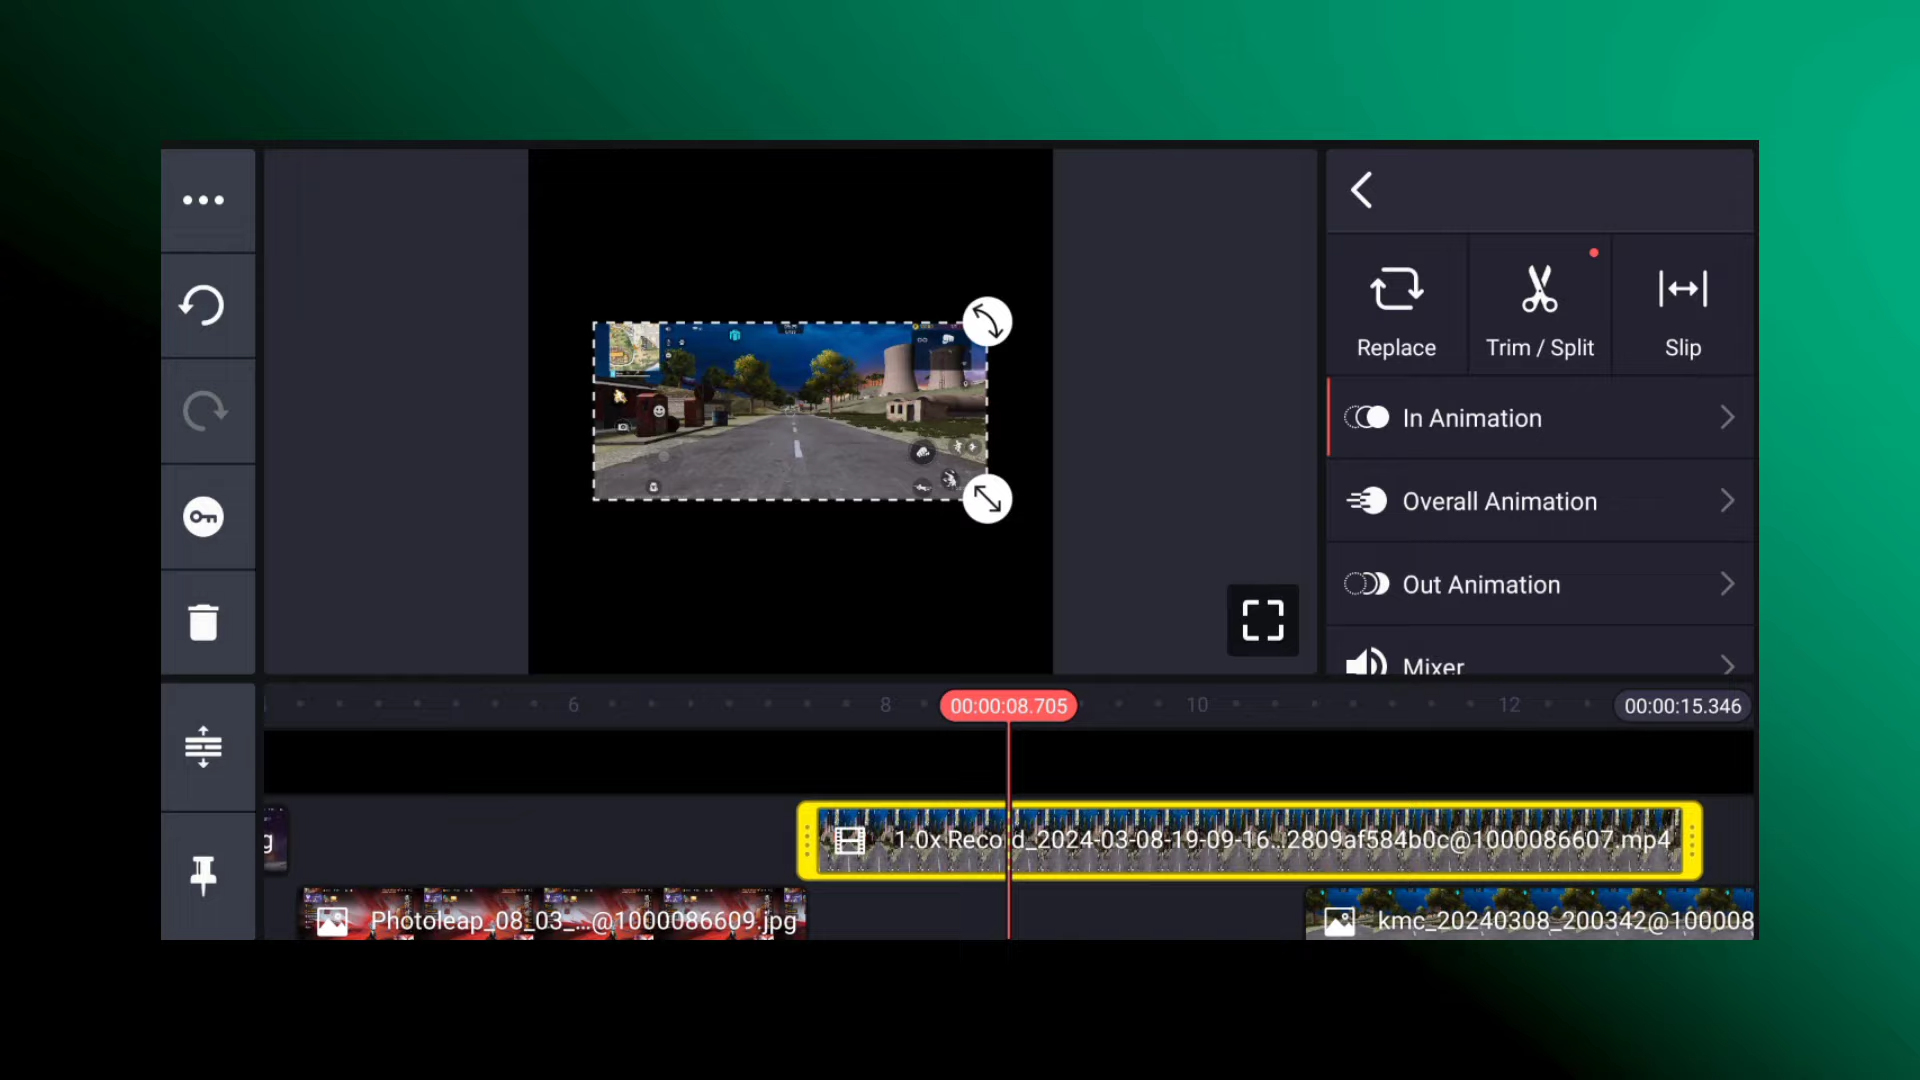 Replace
Trim / Split
Slip
In Animation
Overall Animation
Out Animation
Mixer
6
8
00:00:08.705
10
12
00:00:15.346
g
1.0x Record_2024-03-08-19-09-16...2809af584b0c@1000086607.mp4
Photoleap_08_03_...@1000086609.jpg
kmc_20240308_200342@100008